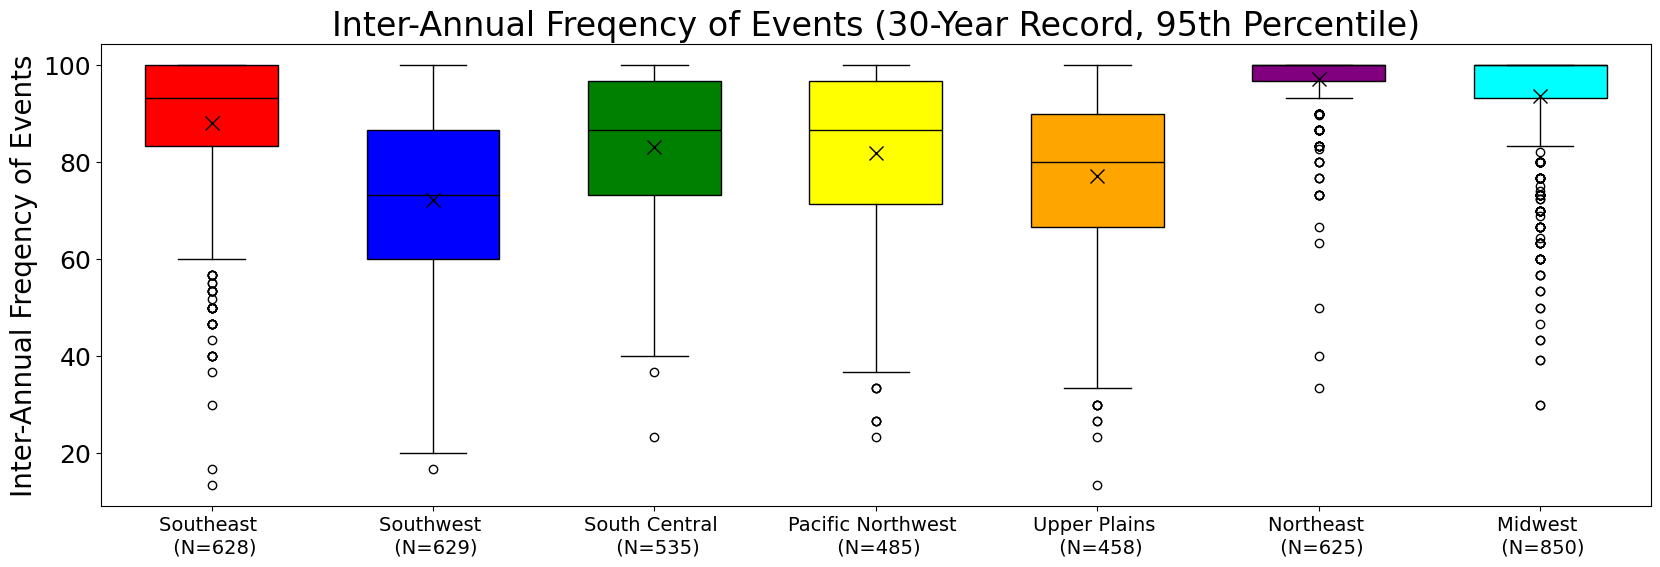 Inter-Annual Freqency of Events (30-Year Record, 95th Percentile)
Inter-Annual Freqency of Events
100
80
60
40
20
Southeast
(N=628)
Southwest
(N=629)
South Central
(N=535)
Pacific Northwest
(N=485)
Upper Plains
(N=458)
Northeast
(N=625)
Midwest
(N=850)